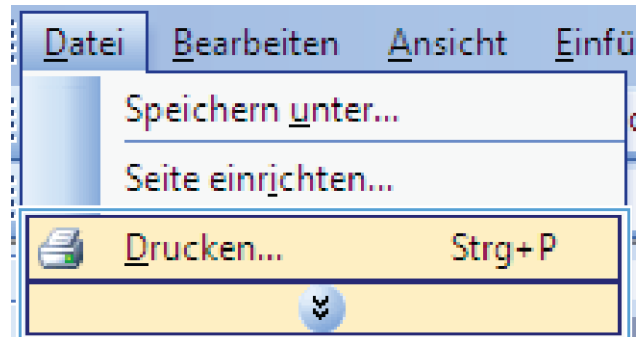 Datei Bearbeiten Ansicht Einfü
Speichern unter...
Seite einrichten...
Drucken... Strg+P